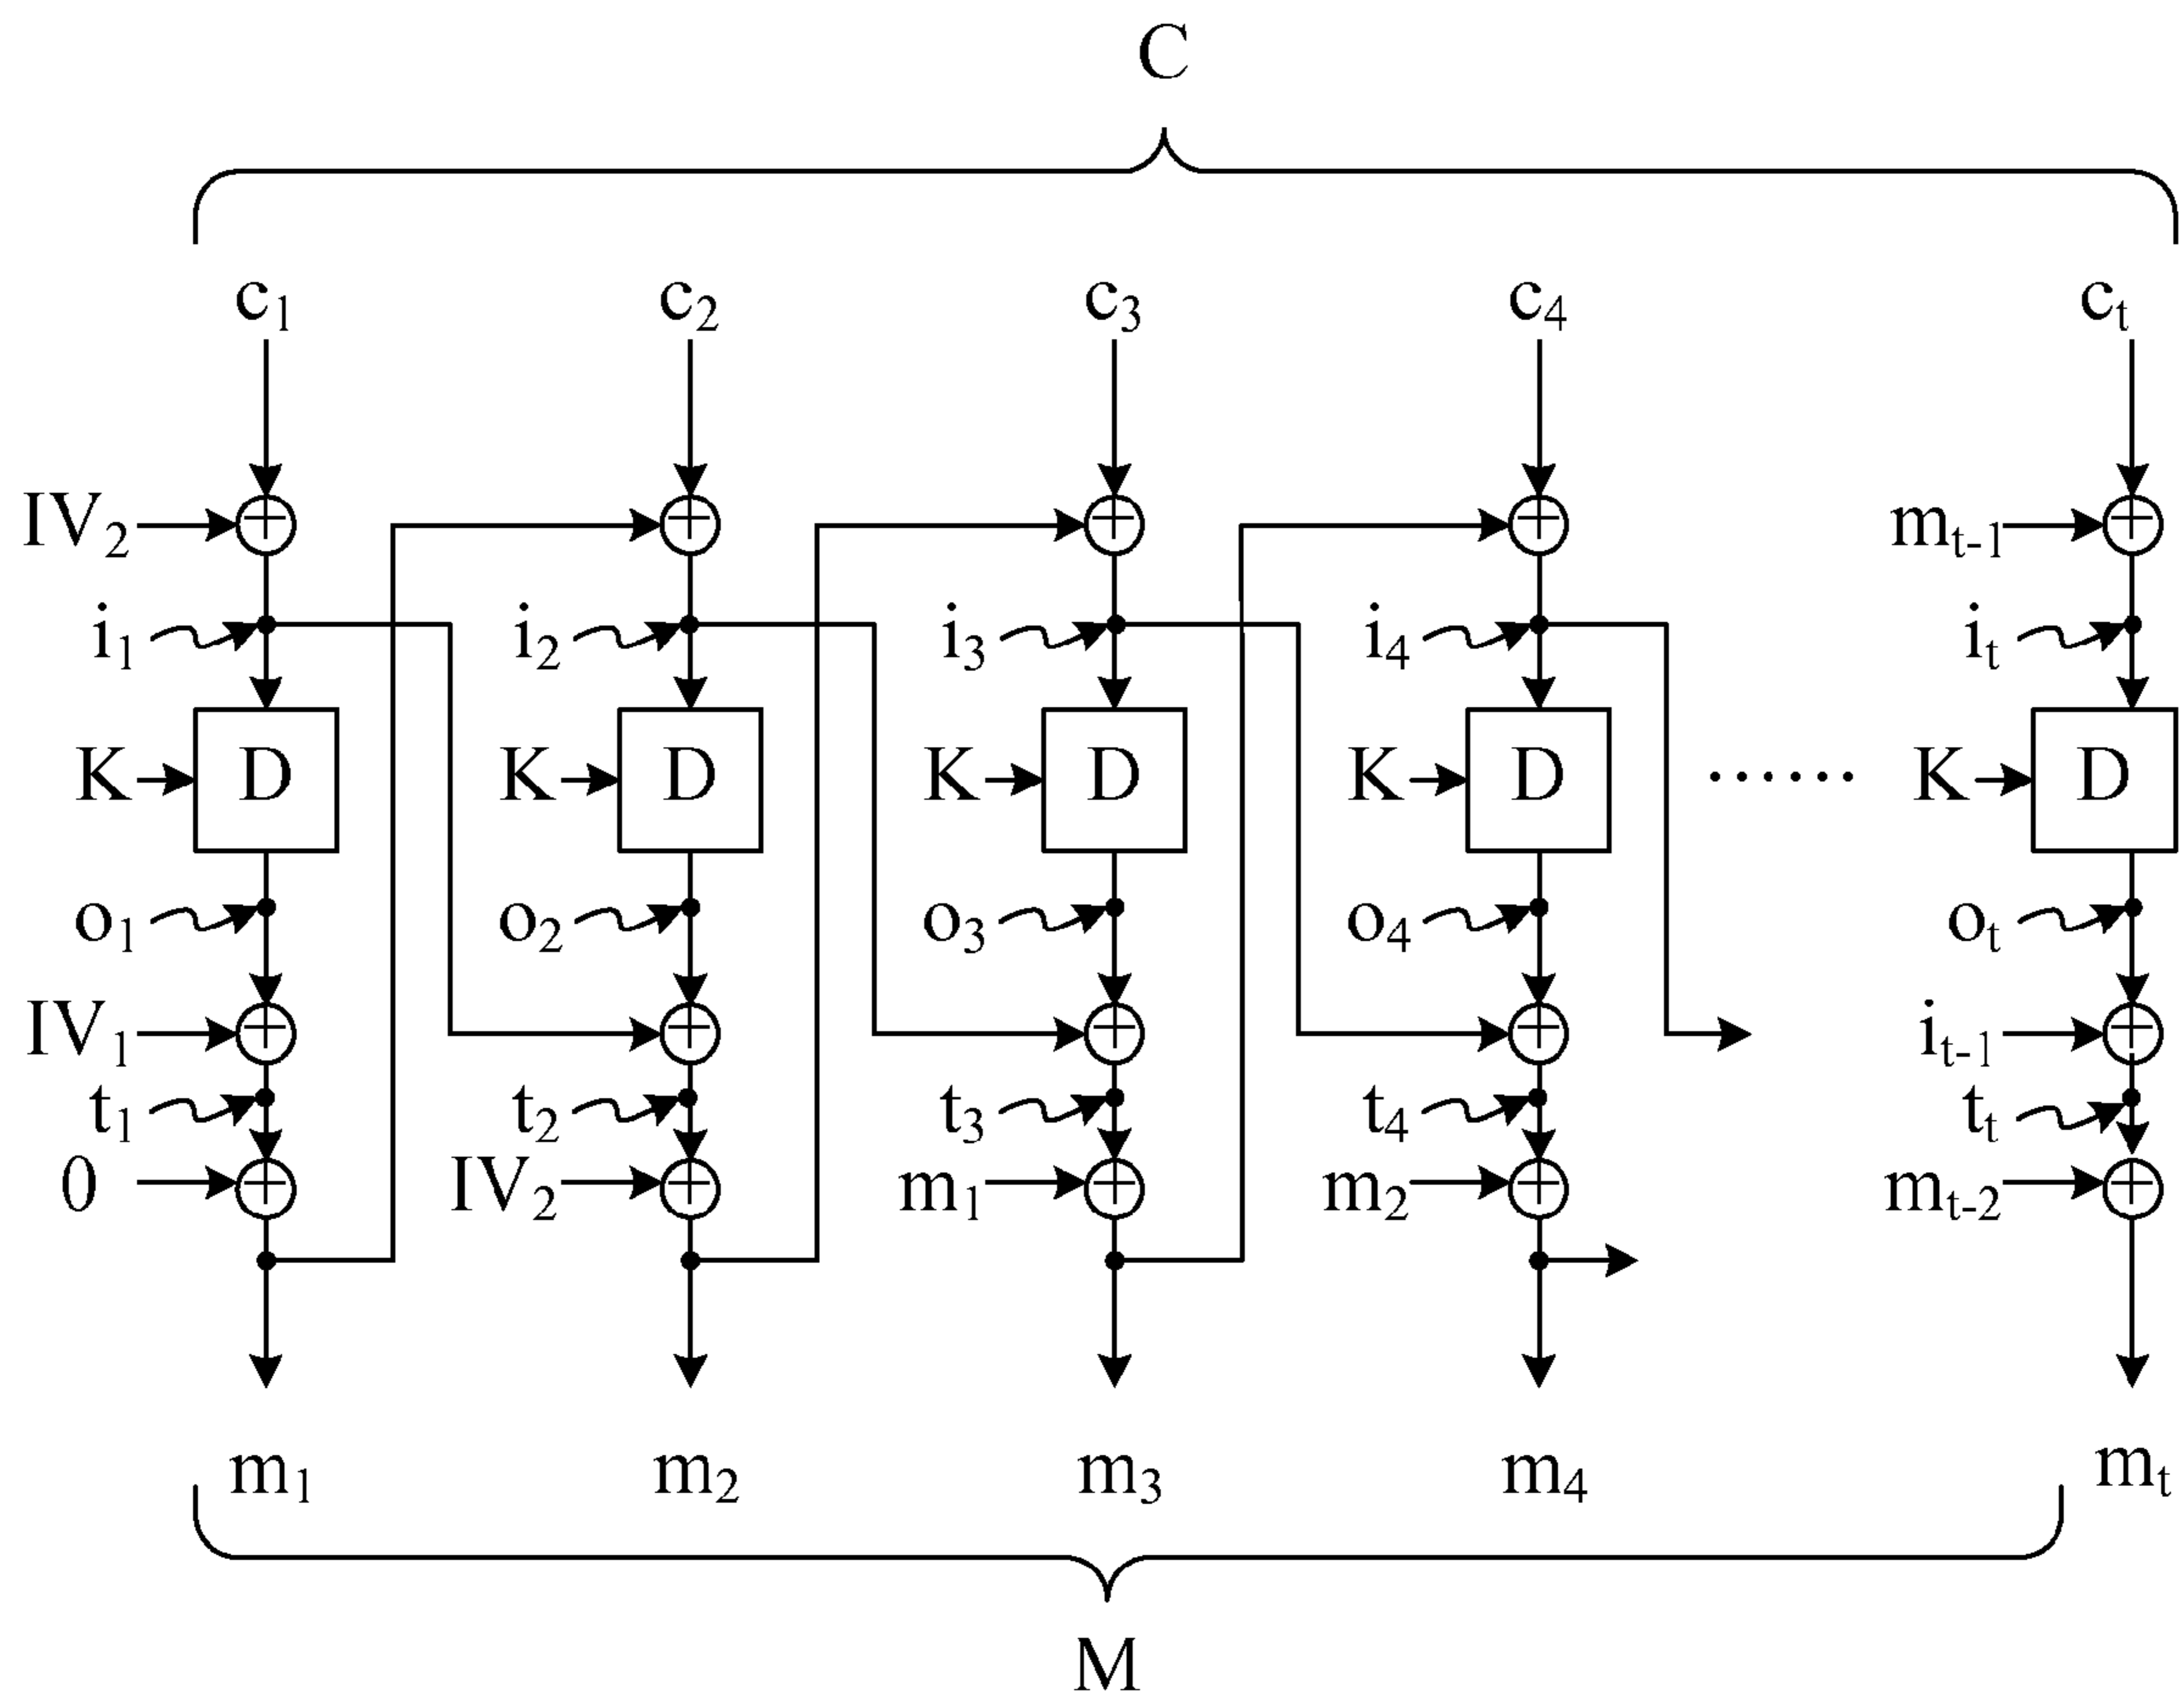 C
c₁ c₂ c₃ c₄ cₜ
IV₂ mₜ₋₁
i₁ i₂ i₃ i₄ iₜ
K D K D K D K D ······ K D
o₁ o₂ o₃ o₄ oₜ
IV₁ iₜ₋₁
t₁ t₂ t₃ t₄ tₜ
0 IV₂ m₁ m₂ mₜ₋₂
m₁ m₂ m₃ m₄ mₜ
M